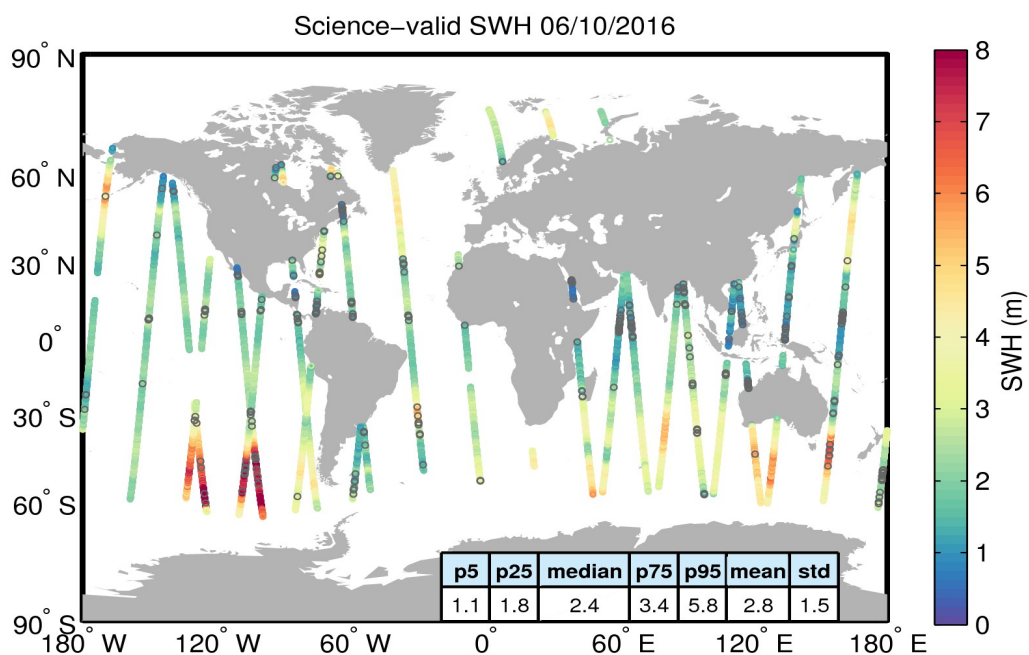 Science−valid SWH 06/10/2016
90° N
60° N
30° N
0°
30° S
60° S
90° S
180° W
120° W
60° W
0°
60° E
120° E
180° E
8
7
6
5
4
3
2
1
0
SWH (m)
p5 p25 median p75 p95 mean std
1.1 1.8 2.4 3.4 5.8 2.8 1.5